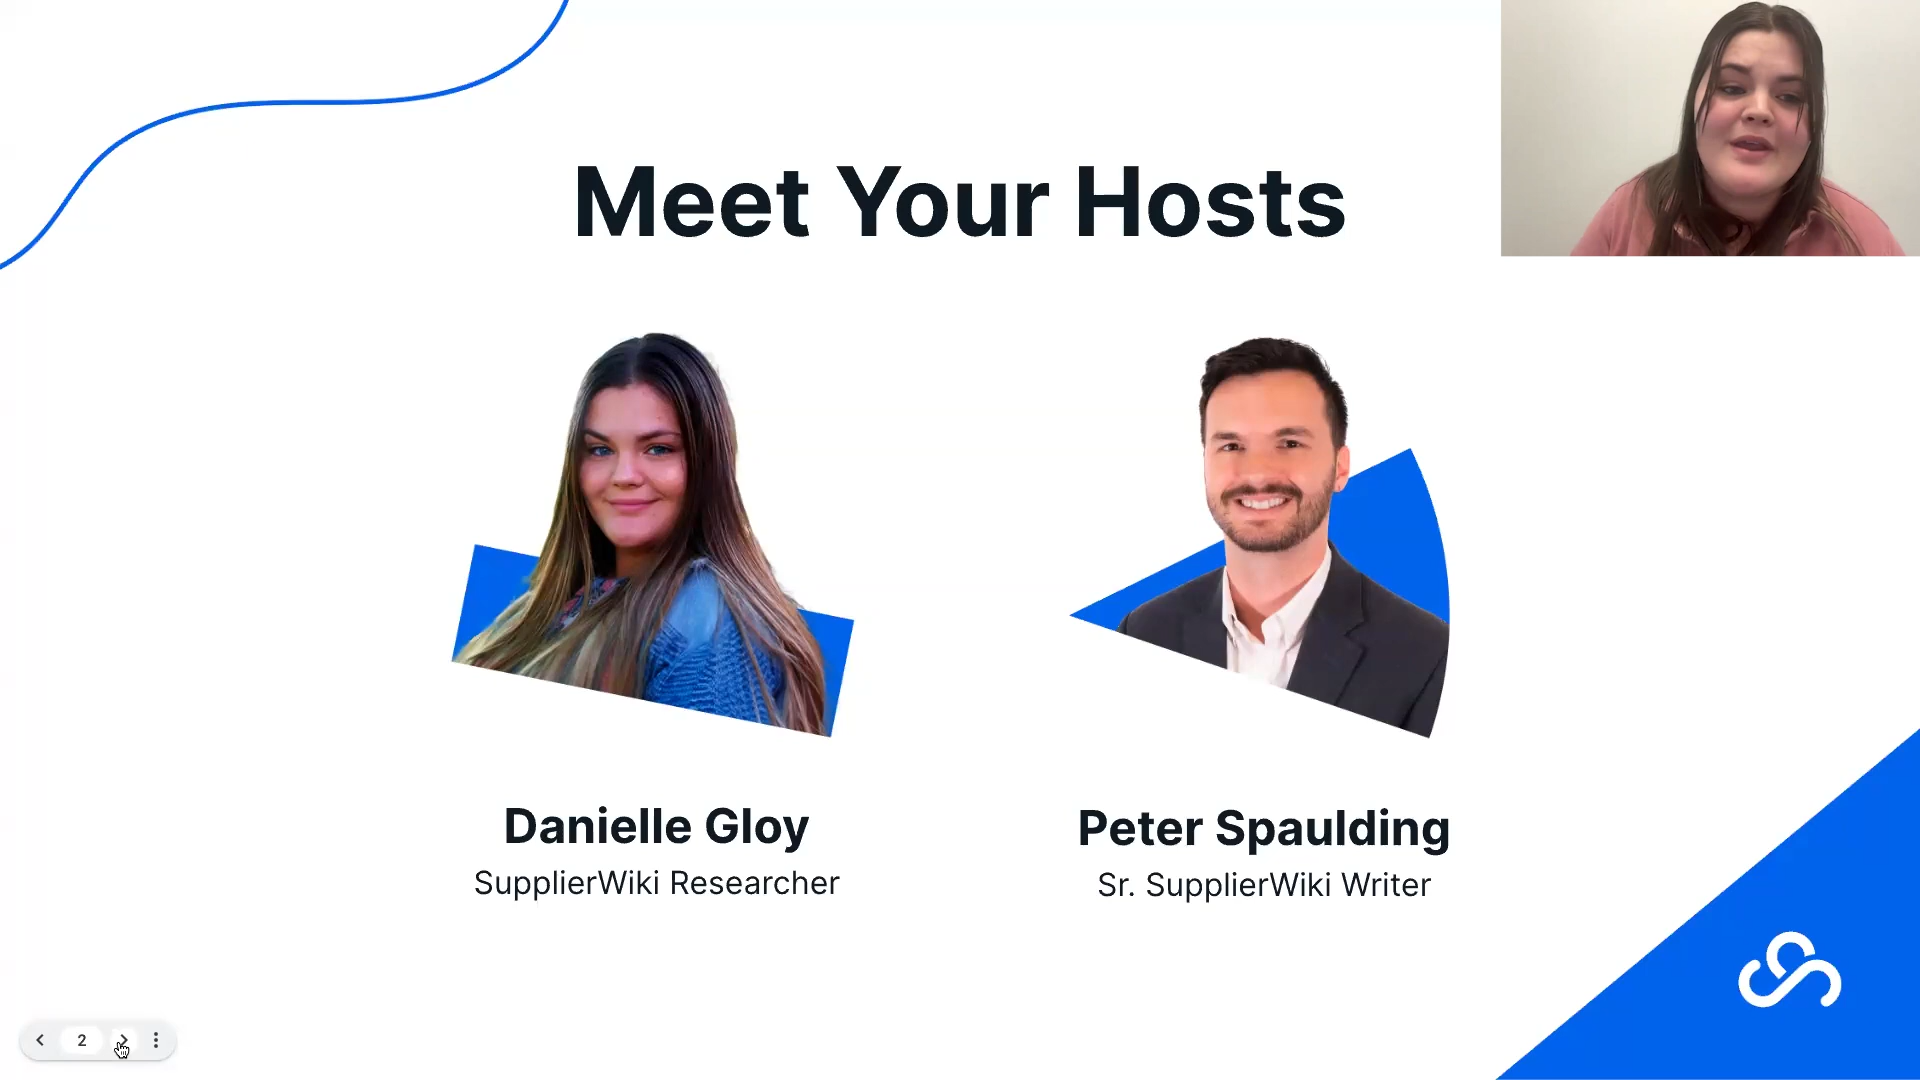 Meet Your Hosts
Danielle Gloy
SupplierWiki Researcher
Peter Spaulding
Sr. SupplierWiki Writer
2